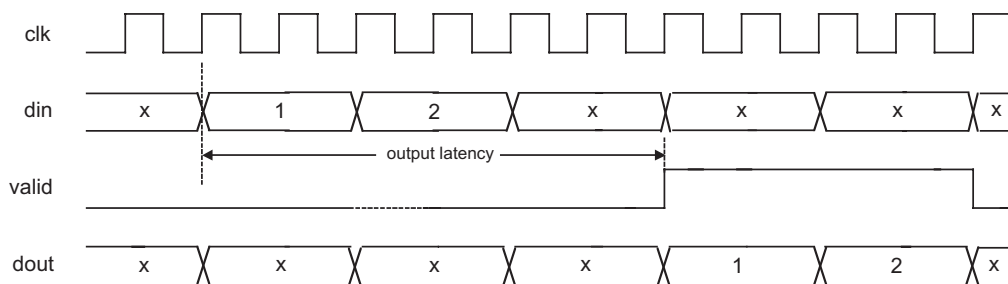 clk
din x 1 2 x x x x
output latency
valid
dout x x x x 1 2 x